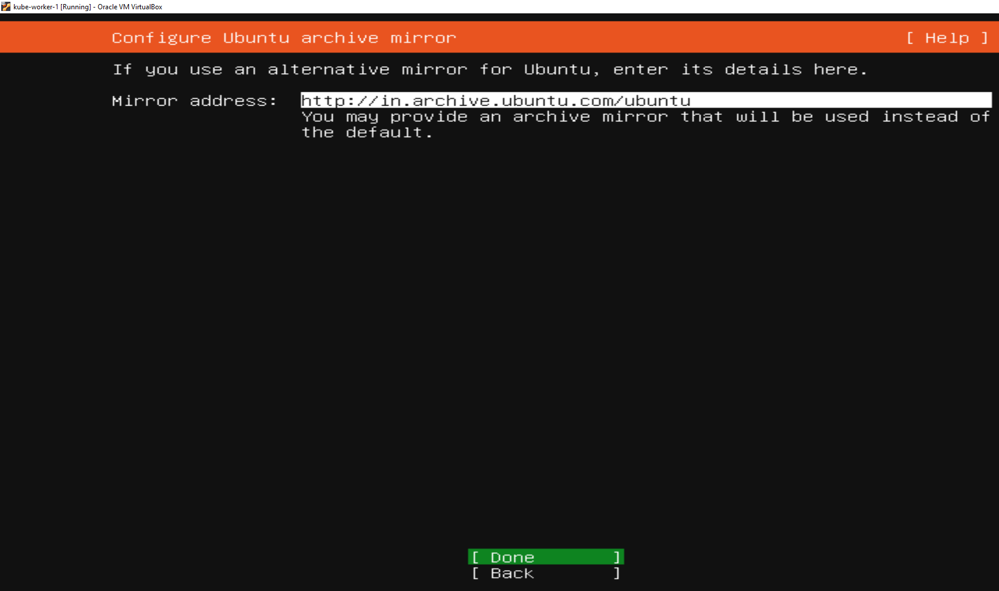 kube-worker-1 [Running] - Oracle VM VirtualBox
Configure Ubuntu archive mirror [ Help ]
If you use an alternative mirror for Ubuntu, enter its details here.
Mirror address: http://in.archive.ubuntu.com/ubuntu
You may provide an archive mirror that will be used instead of
the default.
[ Done ]
[ Back ]